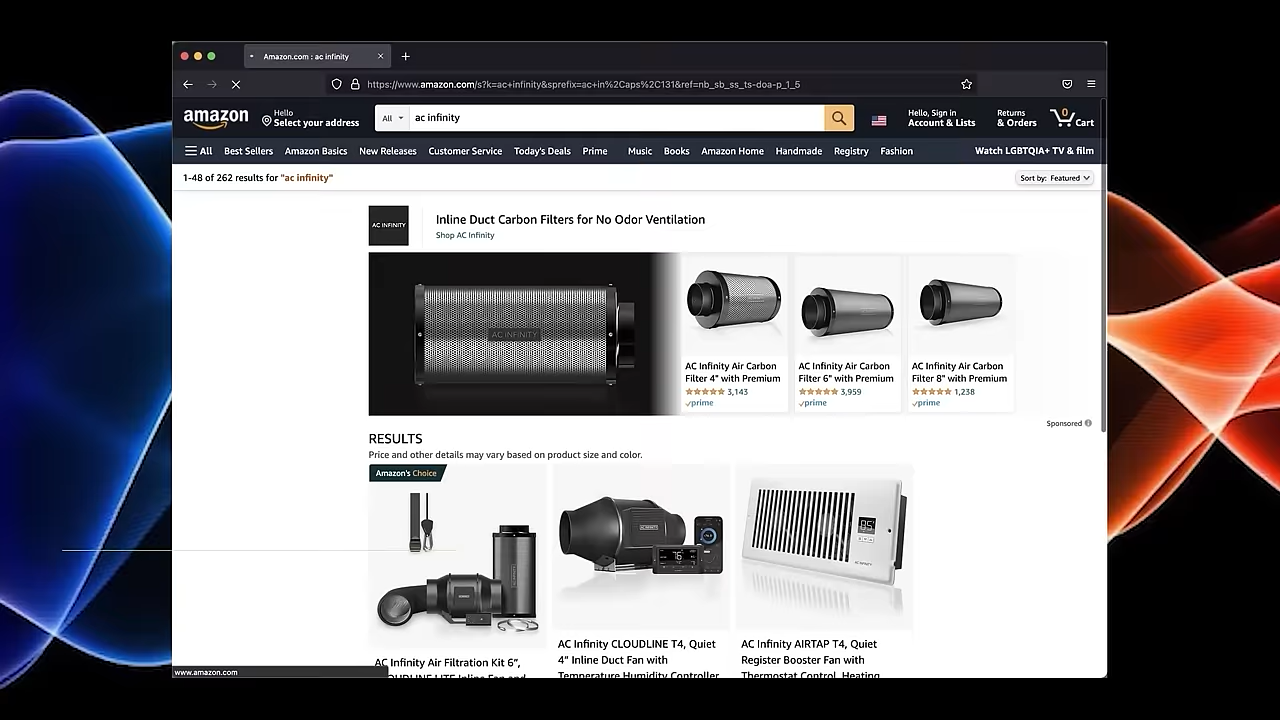 Amazon.com : ac infinity
https://www.amazon.com/s?k=ac+infinity&sprefix=ac+in%2Caps%2C131&ref=nb_sb_ss_ts-doa-p_1_5
amazon
Hello
Select your address
All
ac infinity
Hello, Sign in
Account & Lists
Returns
& Orders
0
Cart
All
Best Sellers
Amazon Basics
New Releases
Customer Service
Today's Deals
Prime
Music
Books
Amazon Home
Handmade
Registry
Fashion
Watch LGBTQIA+ TV & film
1-48 of 262 results for "ac infinity"
Sort by: Featured
AC INFINITY
Inline Duct Carbon Filters for No Odor Ventilation
Shop AC Infinity
AC INFINITY
AC Infinity Air Carbon
Filter 4" with Premium
3,143
prime
AC Infinity Air Carbon
Filter 6" with Premium
3,959
prime
AC Infinity Air Carbon
Filter 8" with Premium
1,238
prime
Sponsored
RESULTS
Price and other details may vary based on product size and color.
Amazon's Choice
AC Infinity Air Filtration Kit 6",
CLOUDLINE LITE Inline Fan and
AC Infinity CLOUDLINE T4, Quiet
4" Inline Duct Fan with
Temperature Humidity Controller
AC Infinity AIRTAP T4, Quiet
Register Booster Fan with
Thermostat Control, Heating
www.amazon.com